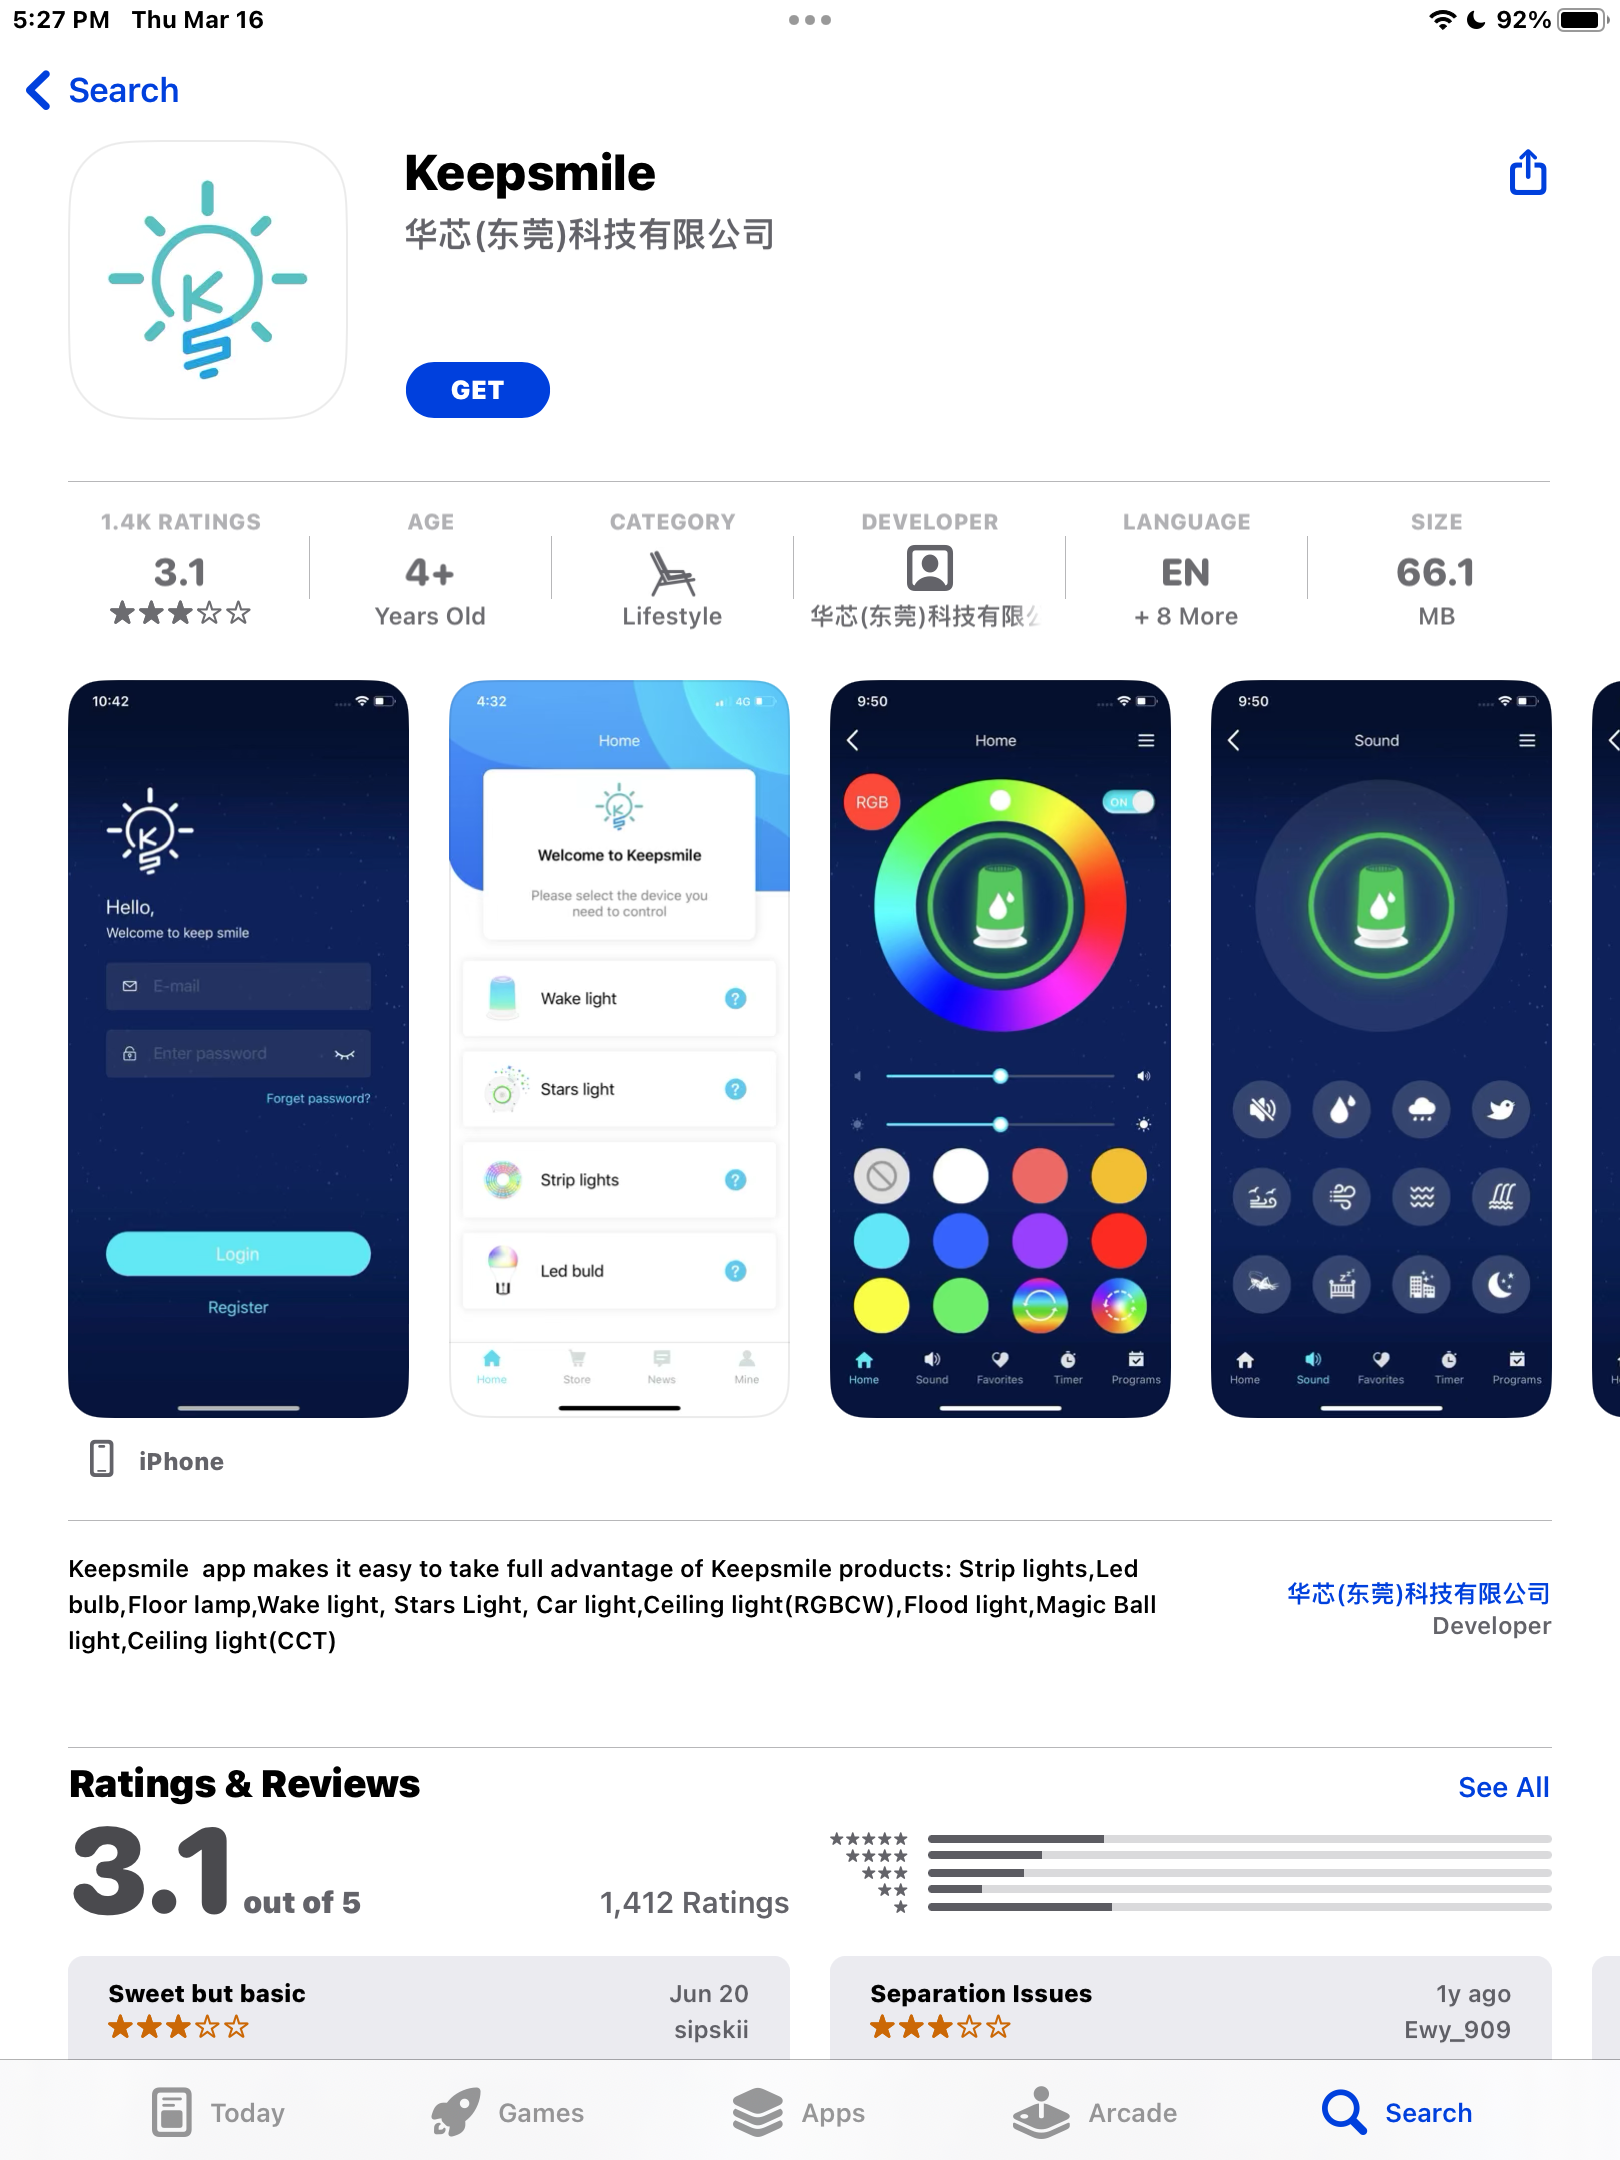 5:27 PM Thu Mar 16
92%
Search
Keepsmile
华芯(东莞)科技有限公司
GET
1.4K RATINGS
3.1
AGE
4+
Years Old
CATEGORY
Lifestyle
DEVELOPER
华芯(东莞)科技有限
LANGUAGE
EN
+ 8 More
SIZE
66.1
MB
10:42
K
Hello,
Welcome to keep smile
E-mail
Enter password
Forget password?
Login
Register
4:32
4G
Home
Welcome to Keepsmile
Please select the device you
need to control
Wake light
?
Stars light
?
Strip lights
?
Led buld
?
Home
Store
News
Mine
9:50
Home
RGB
ON
Home
Sound
Favorites
Timer
Programs
9:50
Sound
Home
Sound
Favorites
Timer
Programs
iPhone
Keepsmile  app makes it easy to take full advantage of Keepsmile products: Strip lights,Led
bulb,Floor lamp,Wake light, Stars Light, Car light,Ceiling light(RGBCW),Flood light,Magic Ball
light,Ceiling light(CCT)
华芯(东莞)科技有限公司
Developer
Ratings & Reviews
See All
3.1 out of 5
1,412 Ratings
Sweet but basic
Jun 20
sipskii
Separation Issues
1y ago
Ewy_909
Today
Games
Apps
Arcade
Search